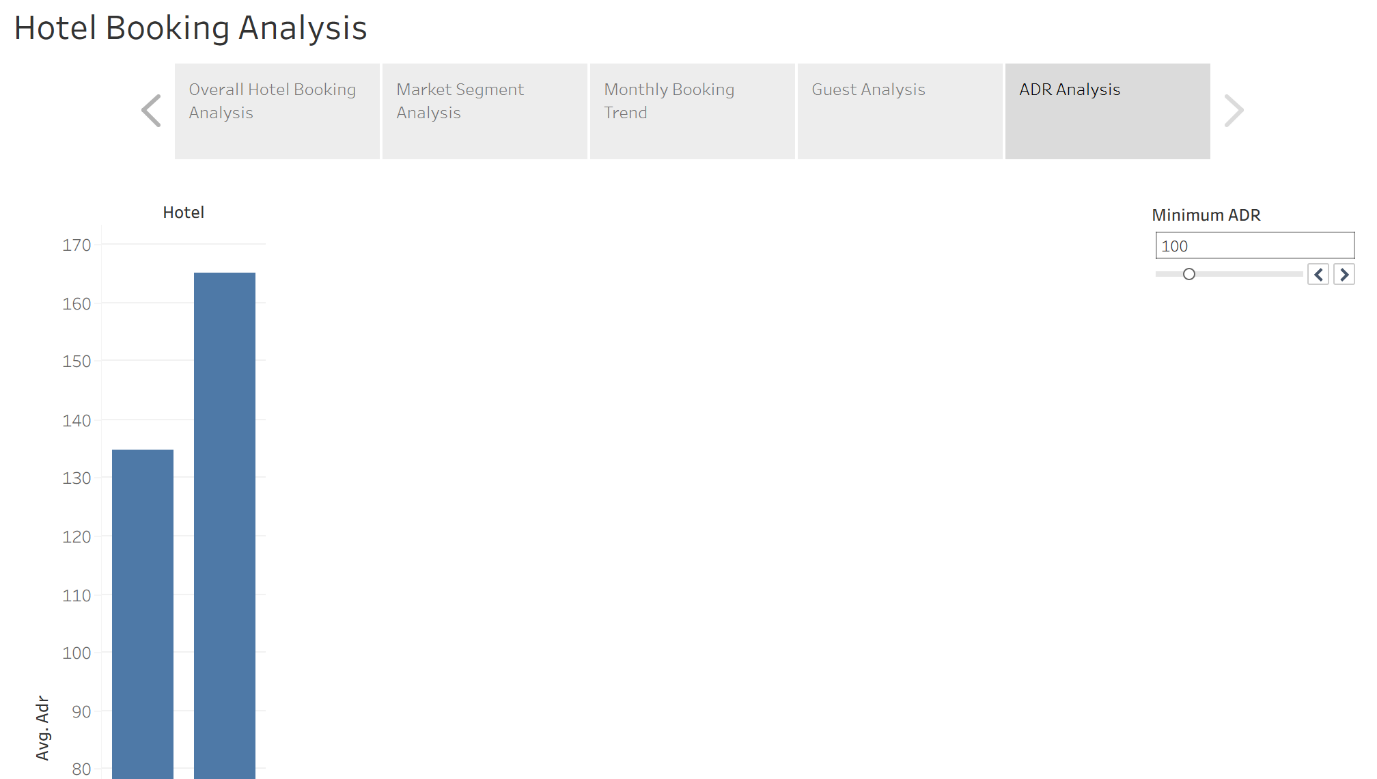 Hotel Booking Analysis
Overall Hotel Booking
Analysis
Market Segment
Analysis
Monthly Booking
Trend
Guest Analysis
ADR Analysis
Hotel
Minimum ADR
100
170
160
150
140
130
120
110
100
90
80
Avg. Adr